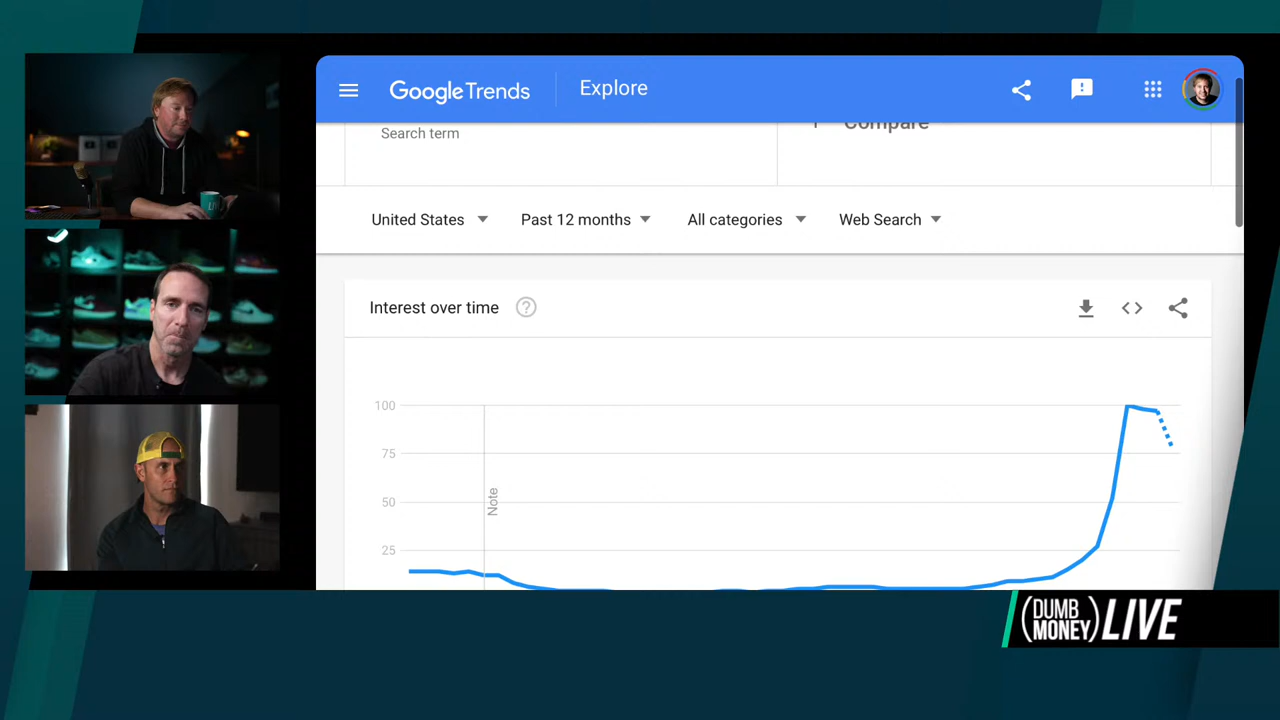 Google Trends
Explore
Search term
Compare
United States
Past 12 months
All categories
Web Search
Interest over time
100
75
50
25
Note
LIV
(DUMB MONEY) LIVE